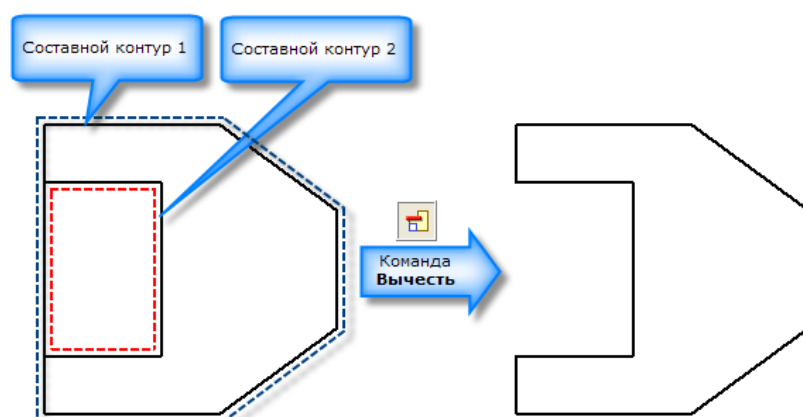 Составной контур 1
Составной контур 2
Команда
Вычесть